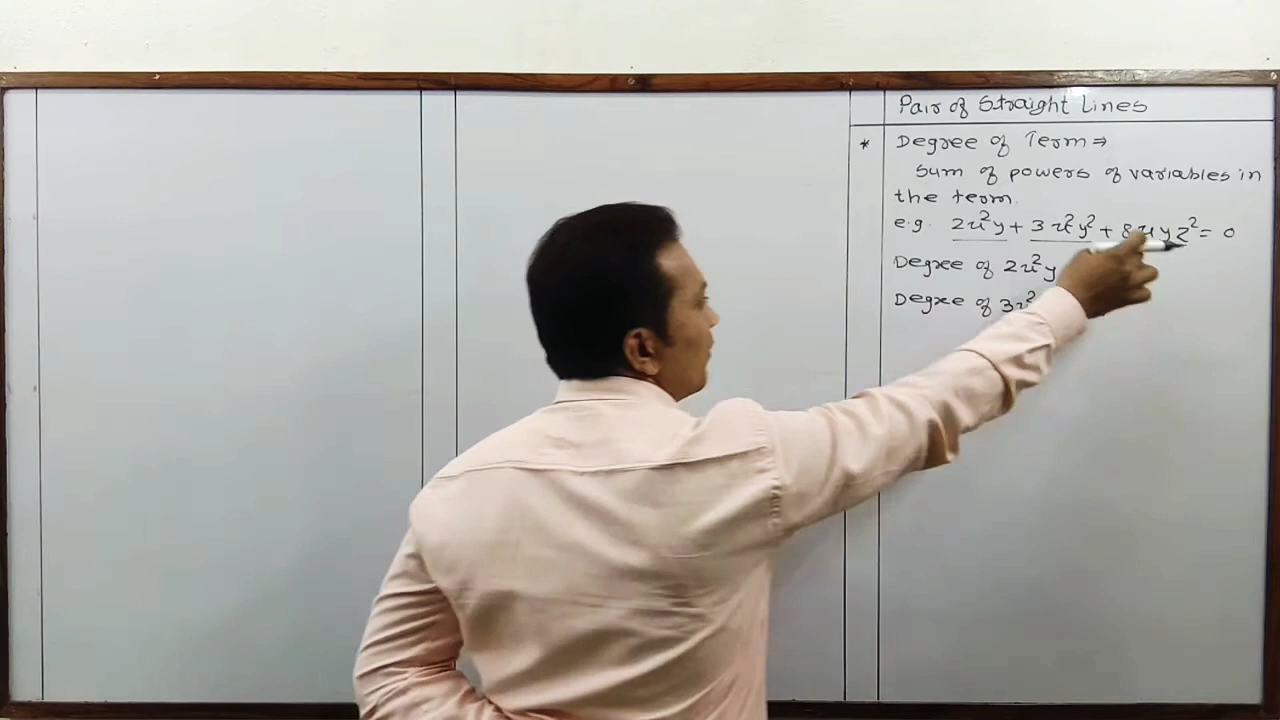 Pair of Straight Lines
* Degree of Term ⇒
Sum of powers of variables in
the term.
e.g. 2x²y + 3x²y² + 8xyz² = 0
Degree of 2x²y
Degree of 3x²